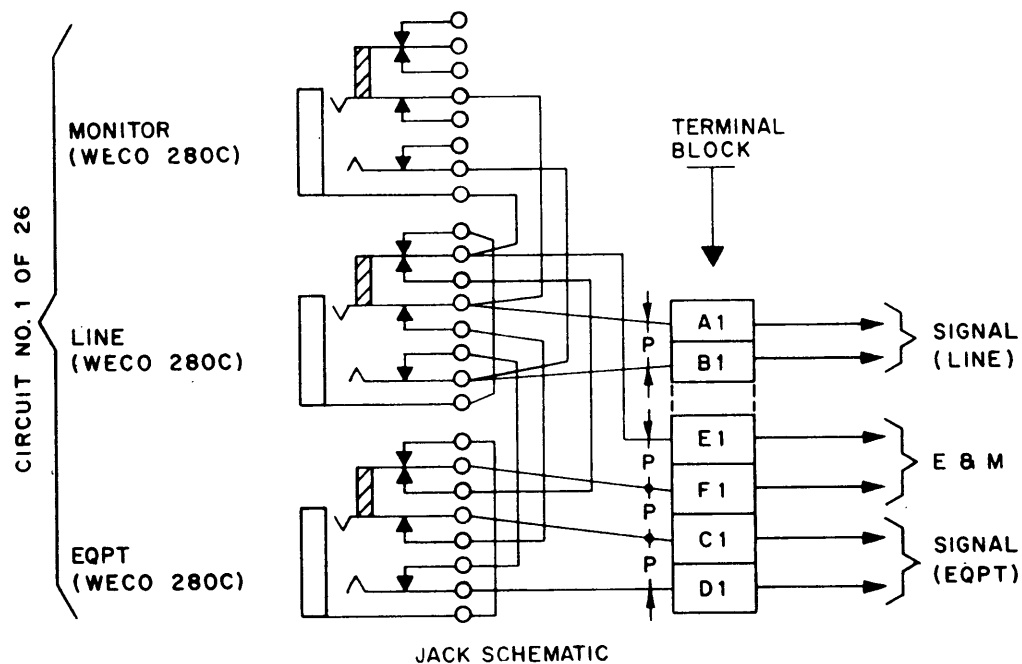 CIRCUIT NO. 1 OF 26
MONITOR
(WECO 280C)
LINE
(WECO 280C)
EQPT
(WECO 280C)
TERMINAL
BLOCK
A1
P
B1
SIGNAL
(LINE)
E1
P
F1
E & M
P
C1
P
D1
SIGNAL
(EQPT)
JACK SCHEMATIC